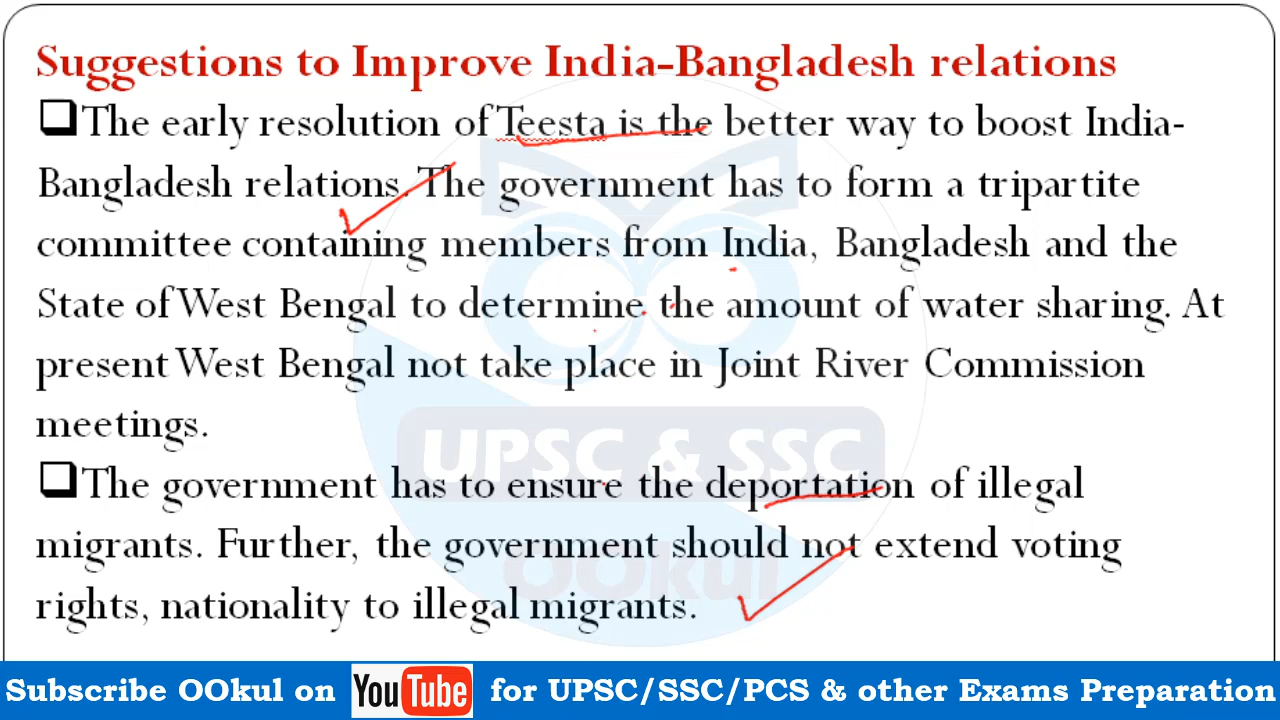 Suggestions to Improve India-Bangladesh relations
❑The early resolution of Teesta is the better way to boost India-
Bangladesh relations. The government has to form a tripartite
committee containing members from India, Bangladesh and the
State of West Bengal to determine the amount of water sharing. At
present West Bengal not take place in Joint River Commission
meetings.
UPSC & SSC
❑The government has to ensure the deportation of illegal
migrants. Further, the government should not extend voting
OOkul
rights, nationality to illegal migrants.
Subscribe OOkul on YouTube for UPSC/SSC/PCS & other Exams Preparation